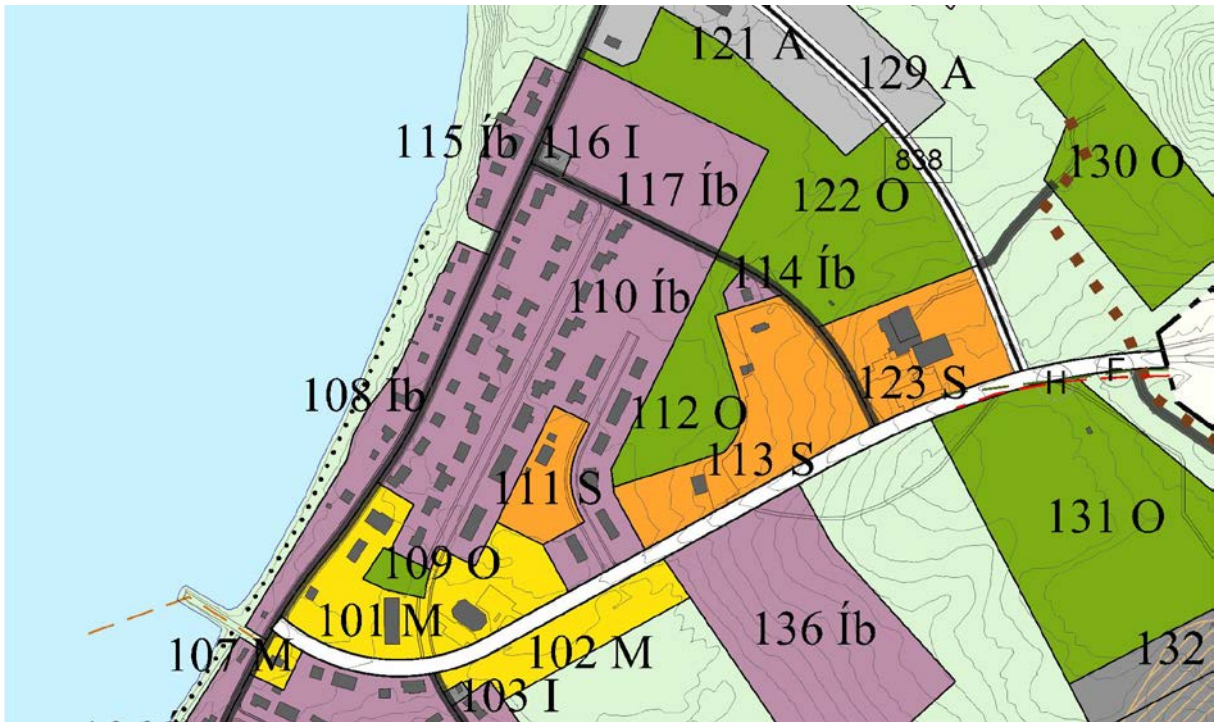 121 A
129 A
115 Íb
116 I
838
130 O
117 Íb
122 O
114 Íb
110 Íb
108 Íb
123 S
H
F
112 O
113 S
111 S
131 O
109 O
101 M
136 Íb
107 M
102 M
132
103 I